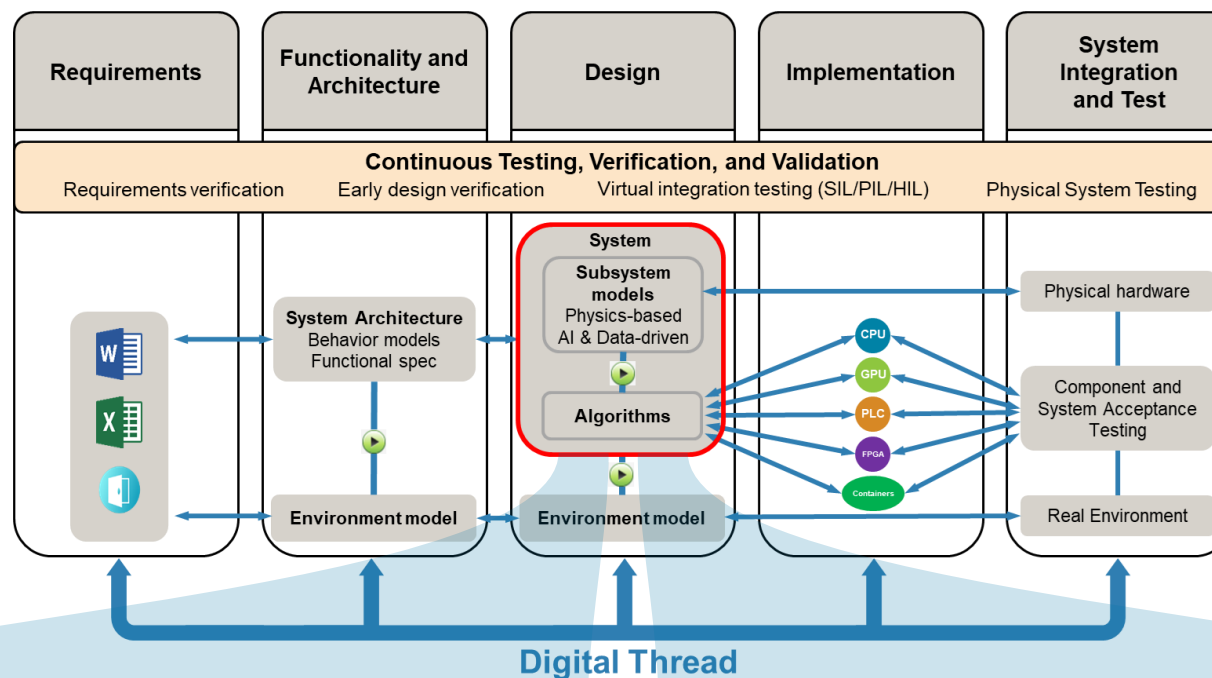 Requirements
Functionality and
Architecture
Design
Implementation
System
Integration
and Test
Continuous Testing, Verification, and Validation
Requirements verification
Early design verification
Virtual integration testing (SIL/PIL/HIL)
Physical System Testing
W
X
System Architecture
Behavior models
Functional spec
Environment model
System
Subsystem
models
Physics-based
AI & Data-driven
Algorithms
Environment model
CPU
GPU
PLC
FPGA
Containers
Physical hardware
Component and
System Acceptance
Testing
Real Environment
Digital Thread